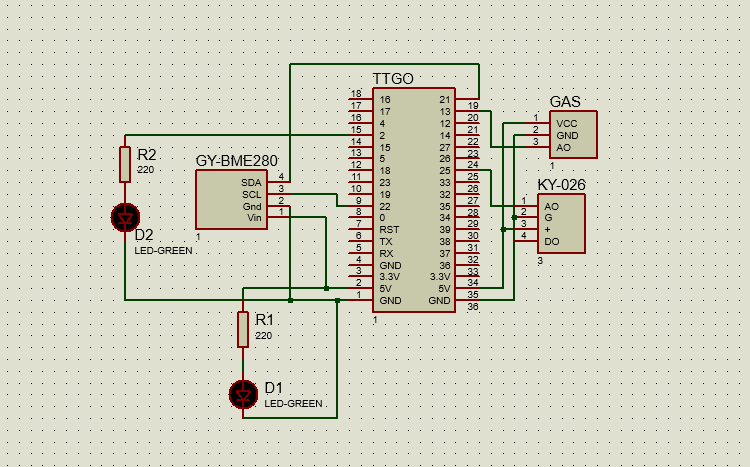 TTGO
18 16 21 19
17 17 13 20
16 4 12 21
15 2 14 22
14 15 27 23
13 5 26 24
12 18 25 25
11 23 33 26
10 19 32 27
9 22 35 28
8 0 34 29
7 RST 39 30
6 TX 38 31
5 RX 37 32
4 GND 36 33
3 3.3V 3.3V 34
2 5V 5V 35
1 GND GND 36
1
GAS
1 VCC
2 GND
3 AO
1
KY-026
1 AO
2 G
3 +
4 DO
3
R2
220
GY-BME280
SDA 4
SCL 3
Gnd 2
Vin 1
1
D2
LED-GREEN
R1
220
D1
LED-GREEN